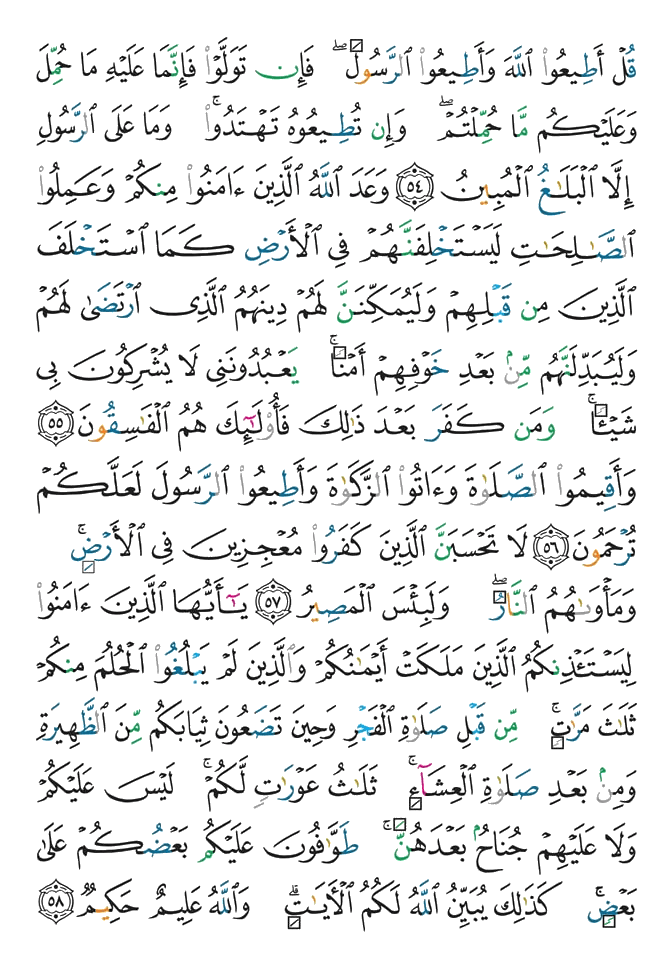 قُلْ أَطِيعُوا۟ ٱللَّهَ وَأَطِيعُوا۟ ٱلرَّسُولَ ۖ فَإِن تَوَلَّوْا۟ فَإِنَّمَا عَلَيْهِ مَا حُمِّلَ
وَعَلَيْكُم مَّا حُمِّلْتُمْ ۖ وَإِن تُطِيعُوهُ تَهْتَدُوا۟ ۚ وَمَا عَلَى ٱلرَّسُولِ
إِلَّا ٱلْبَلَـٰغُ ٱلْمُبِينُ ٥٤ وَعَدَ ٱللَّهُ ٱلَّذِينَ ءَامَنُوا۟ مِنكُمْ وَعَمِلُوا۟
ٱلصَّـٰلِحَـٰتِ لَيَسْتَخْلِفَنَّهُمْ فِى ٱلْأَرْضِ كَمَا ٱسْتَخْلَفَ
ٱلَّذِينَ مِن قَبْلِهِمْ وَلَيُمَكِّنَنَّ لَهُمْ دِينَهُمُ ٱلَّذِى ٱرْتَضَىٰ لَهُمْ
وَلَيُبَدِّلَنَّهُم مِّنۢ بَعْدِ خَوْفِهِمْ أَمْنًا ۚ يَعْبُدُونَنِى لَا يُشْرِكُونَ بِى
شَيْـًٔا ۚ وَمَن كَفَرَ بَعْدَ ذَٰلِكَ فَأُو۟لَـٰٓئِكَ هُمُ ٱلْفَـٰسِقُونَ ٥٥
وَأَقِيمُوا۟ ٱلصَّلَوٰةَ وَءَاتُوا۟ ٱلزَّكَوٰةَ وَأَطِيعُوا۟ ٱلرَّسُولَ لَعَلَّكُمْ
تُرْحَمُونَ ٥٦ لَا تَحْسَبَنَّ ٱلَّذِينَ كَفَرُوا۟ مُعْجِزِينَ فِى ٱلْأَرْضِ ۚ
وَمَأْوَىٰهُمُ ٱلنَّارُ ۖ وَلَبِئْسَ ٱلْمَصِيرُ ٥٧ يَـٰٓأَيُّهَا ٱلَّذِينَ ءَامَنُوا۟
لِيَسْتَـْٔذِنكُمُ ٱلَّذِينَ مَلَكَتْ أَيْمَـٰنُكُمْ وَٱلَّذِينَ لَمْ يَبْلُغُوا۟ ٱلْحُلُمَ مِنكُمْ
ثَلَـٰثَ مَرَّٰتٍ ۚ مِّن قَبْلِ صَلَوٰةِ ٱلْفَجْرِ وَحِينَ تَضَعُونَ ثِيَابَكُم مِّنَ ٱلظَّهِيرَةِ
وَمِنۢ بَعْدِ صَلَوٰةِ ٱلْعِشَآءِ ۚ ثَلَـٰثُ عَوْرَٰتٍ لَّكُمْ ۚ لَيْسَ عَلَيْكُمْ
وَلَا عَلَيْهِمْ جُنَاحٌۢ بَعْدَهُنَّ ۚ طَوَّٰفُونَ عَلَيْكُم بَعْضُكُمْ عَلَىٰ
بَعْضٍ ۚ كَذَٰلِكَ يُبَيِّنُ ٱللَّهُ لَكُمُ ٱلْـَٔايَـٰتِ ۗ وَٱللَّهُ عَلِيمٌ حَكِيمٌ ٥٨